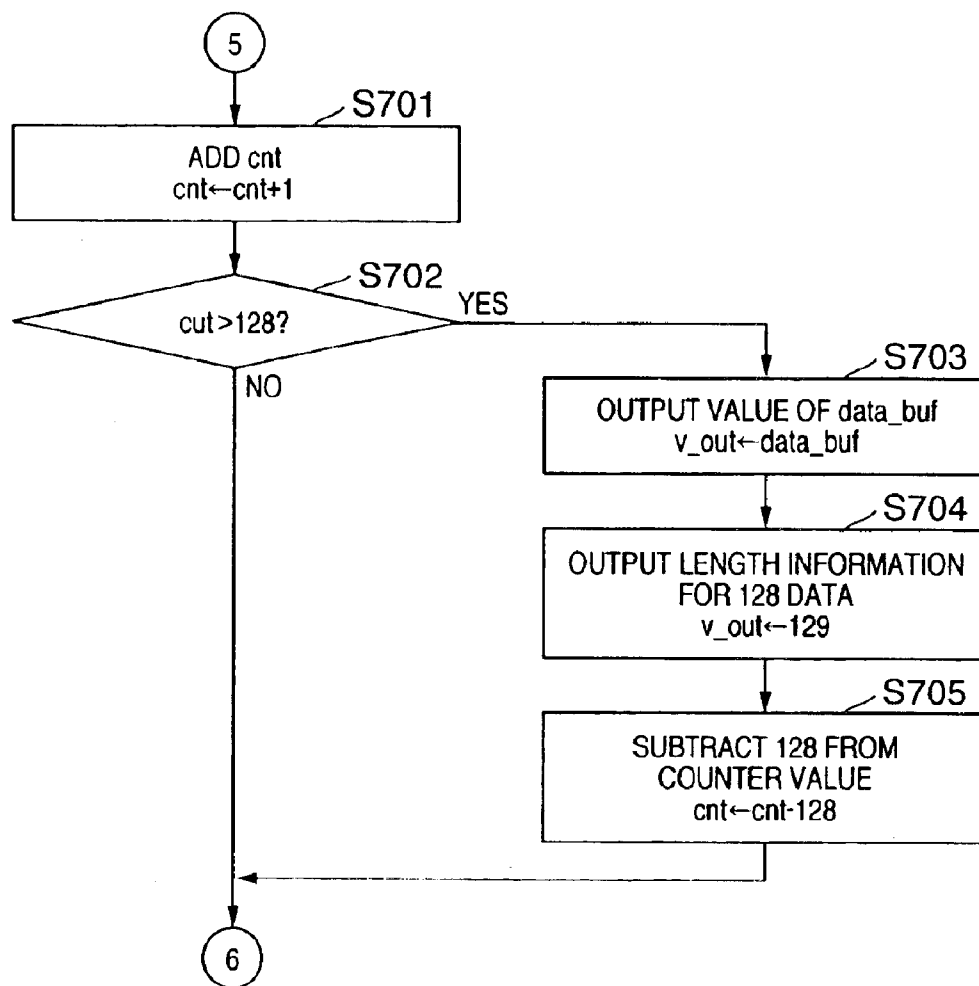 5
S701
ADD cnt
cnt←cnt+1
S702
cut>128?
YES
NO
S703
OUTPUT VALUE OF data_buf
v_out←data_buf
S704
OUTPUT LENGTH INFORMATION
FOR 128 DATA
v_out←129
S705
SUBTRACT 128 FROM
COUNTER VALUE
cnt←cnt-128
6